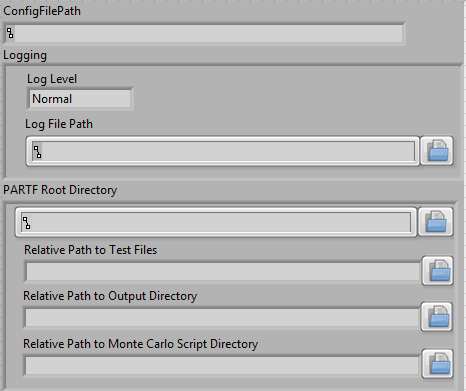 ConfigFilePath
Logging
Log Level
Normal
Log File Path
PARTF Root Directory
Relative Path to Test Files
Relative Path to Output Directory
Relative Path to Monte Carlo Script Directory